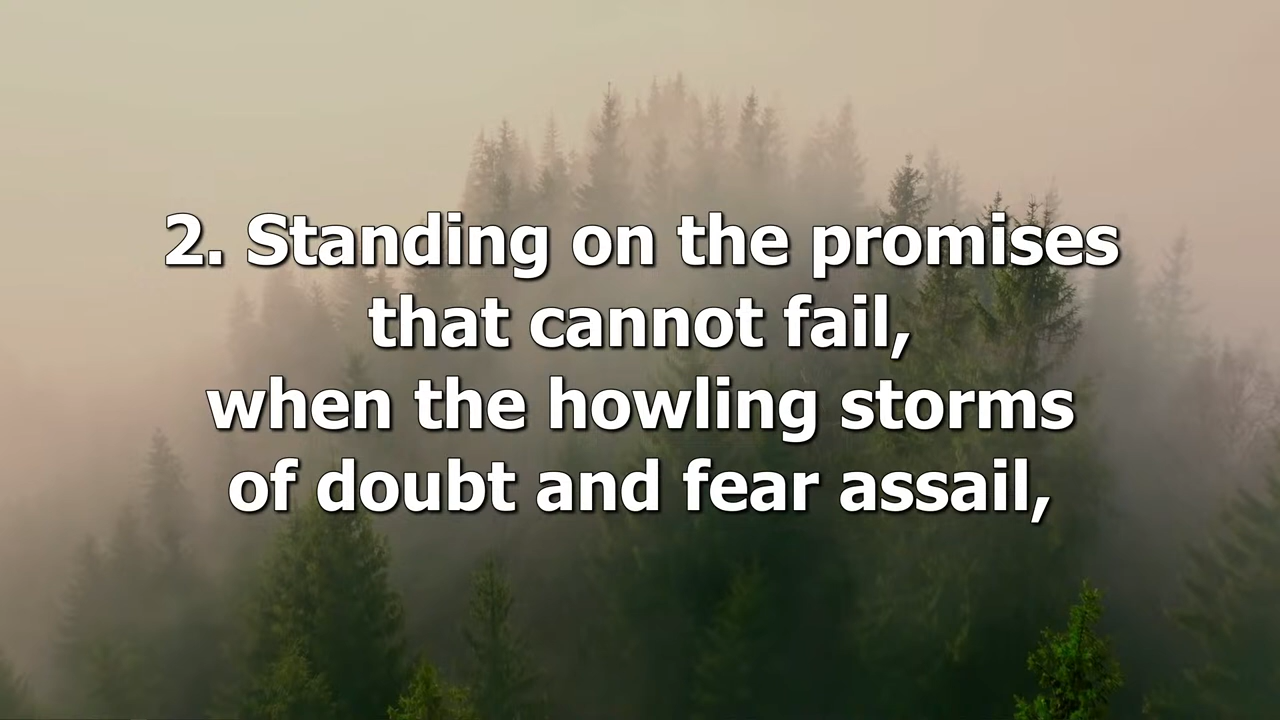 2. Standing on the promises
that cannot fail,
when the howling storms
of doubt and fear assail,